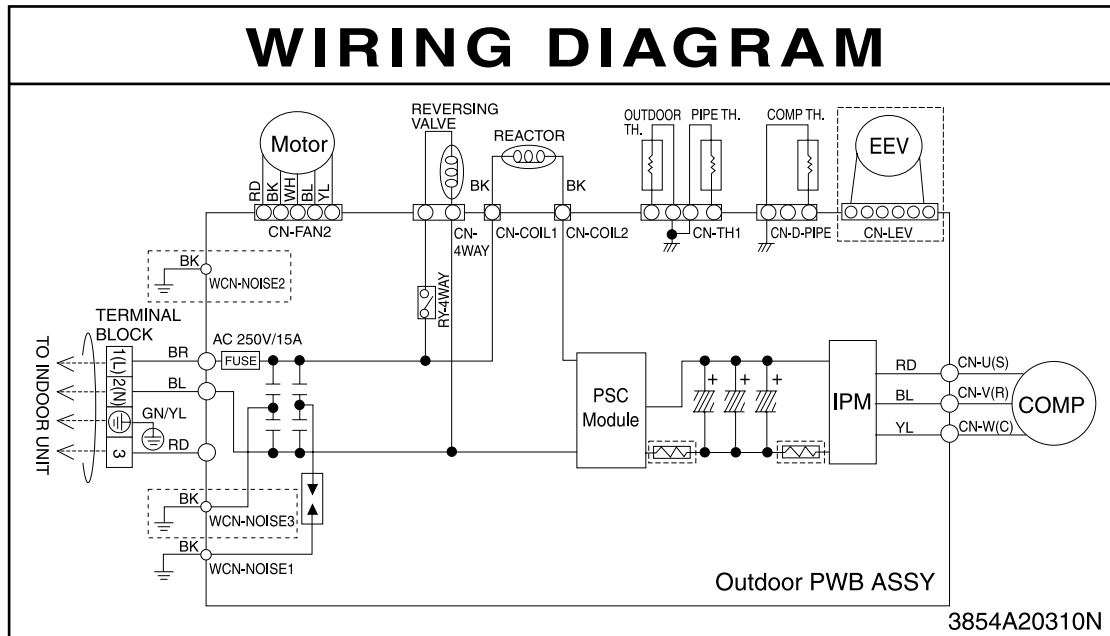 WIRING DIAGRAM
REVERSING
VALVE
REACTOR
OUTDOOR
TH.
PIPE TH.
COMP TH.
EEV
Motor
RD
BK
WH
BL
YL
BK
BK
CN-FAN2
CN-
4WAY
CN-COIL1
CN-COIL2
CN-TH1
CN-D-PIPE
CN-LEV
BK
WCN-NOISE2
RY-4WAY
TERMINAL
BLOCK
AC 250V/15A
TO INDOOR UNIT
1(L)
BR
FUSE
2(N)
BL
GN/YL
3
RD
PSC
Module
+
+
+
IPM
RD
CN-U(S)
BL
CN-V(R)
YL
CN-W(C)
COMP
BK
WCN-NOISE3
BK
WCN-NOISE1
Outdoor PWB ASSY
3854A20310N